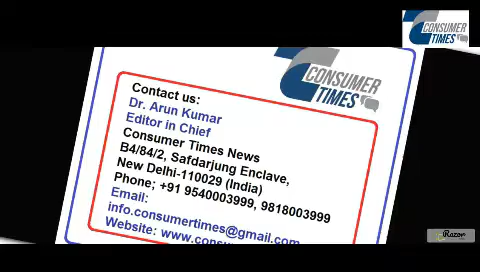 CONSUMER
TIMES
CONSUMER
TIMES
Contact us:
Dr. Arun Kumar
Editor in Chief
Consumer Times News
B4/84/2, Safdarjung Enclave,
New Delhi-110029 (India)
Phone; +91 9540003999, 9818003999
Email:
info.consumertimes@gmail.com
Website: www.consu
Razor